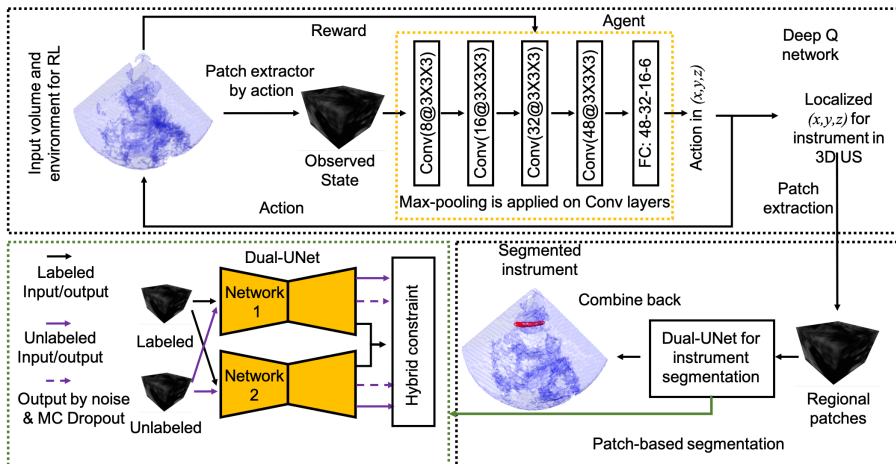 Reward
Agent
Deep Q
network
Input volume and
environment for RL
Patch extractor
by action
Observed
State
Conv(8@3X3X3)
Conv(16@3X3X3)
Conv(32@3X3X3)
Conv(48@3X3X3)
FC: 48-32-16-6
Max-pooling is applied on Conv layers
Action in (x,y,z)
Localized
(x,y,z) for
instrument in
3D US
Action
Patch
extraction
Labeled
Input/output
Unlabeled
Input/output
Output by noise
& MC Dropout
Labeled
Unlabeled
Dual-UNet
Network
1
Network
2
Hybrid constraint
Segmented
instrument
Combine back
Dual-UNet for
instrument
segmentation
Regional
patches
Patch-based segmentation